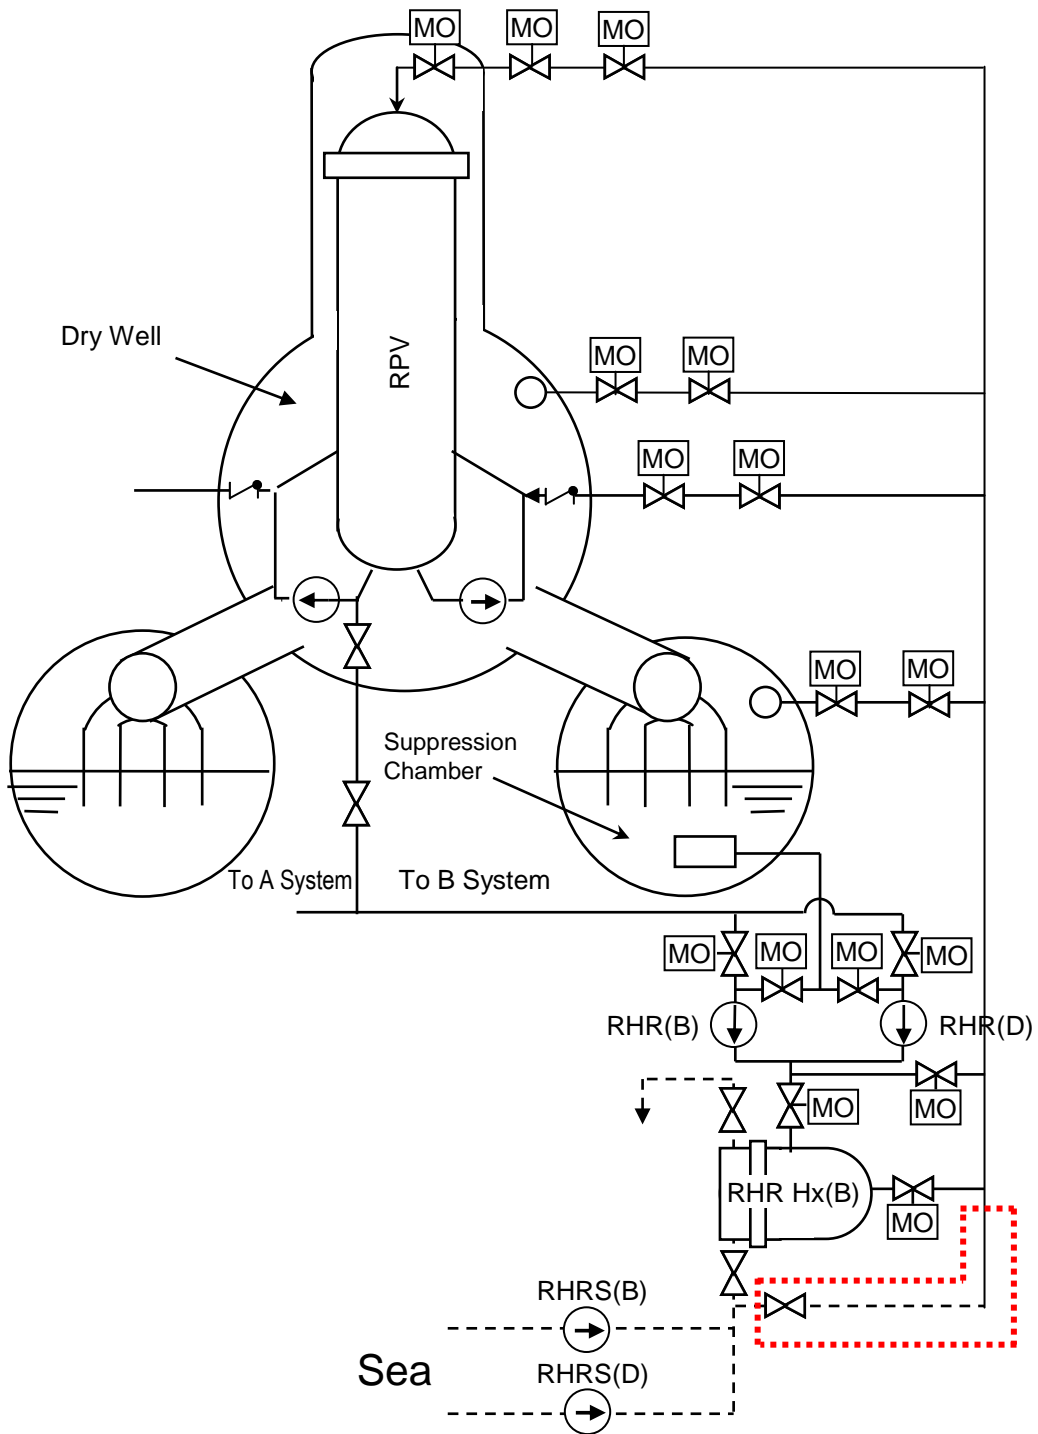 MO MO MO
Dry Well
RPV
MO MO
MO MO
MO MO
Suppression
Chamber
To A System
To B System
MO MO MO MO
RHR(B)
RHR(D)
MO MO
RHR Hx(B)
MO
RHRS(B)
Sea
RHRS(D)